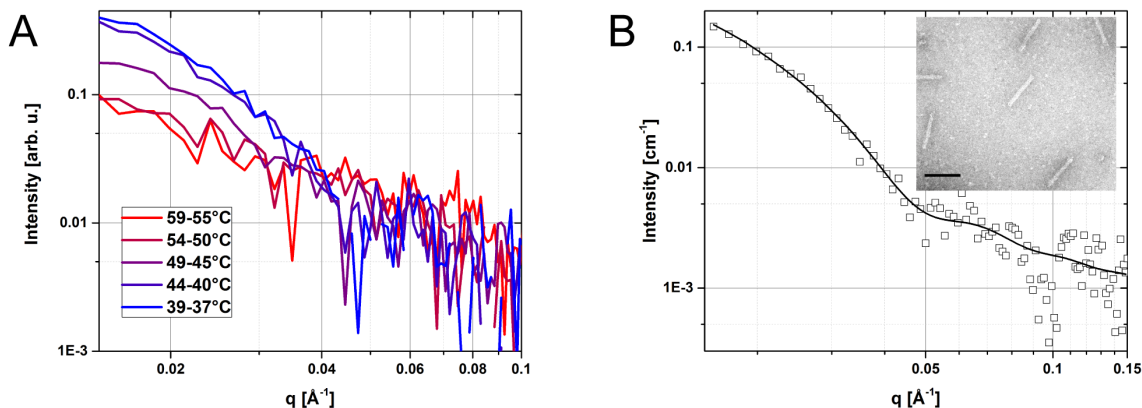 A
Intensity [arb. u.]
0.1
0.01
1E-3
59-55°C
54-50°C
49-45°C
44-40°C
39-37°C
0.02
0.04
0.06
0.08
0.1
q [Å⁻¹]
B
Intensity [cm⁻¹]
0.1
0.01
1E-3
0.05
0.1
0.15
q [Å⁻¹]